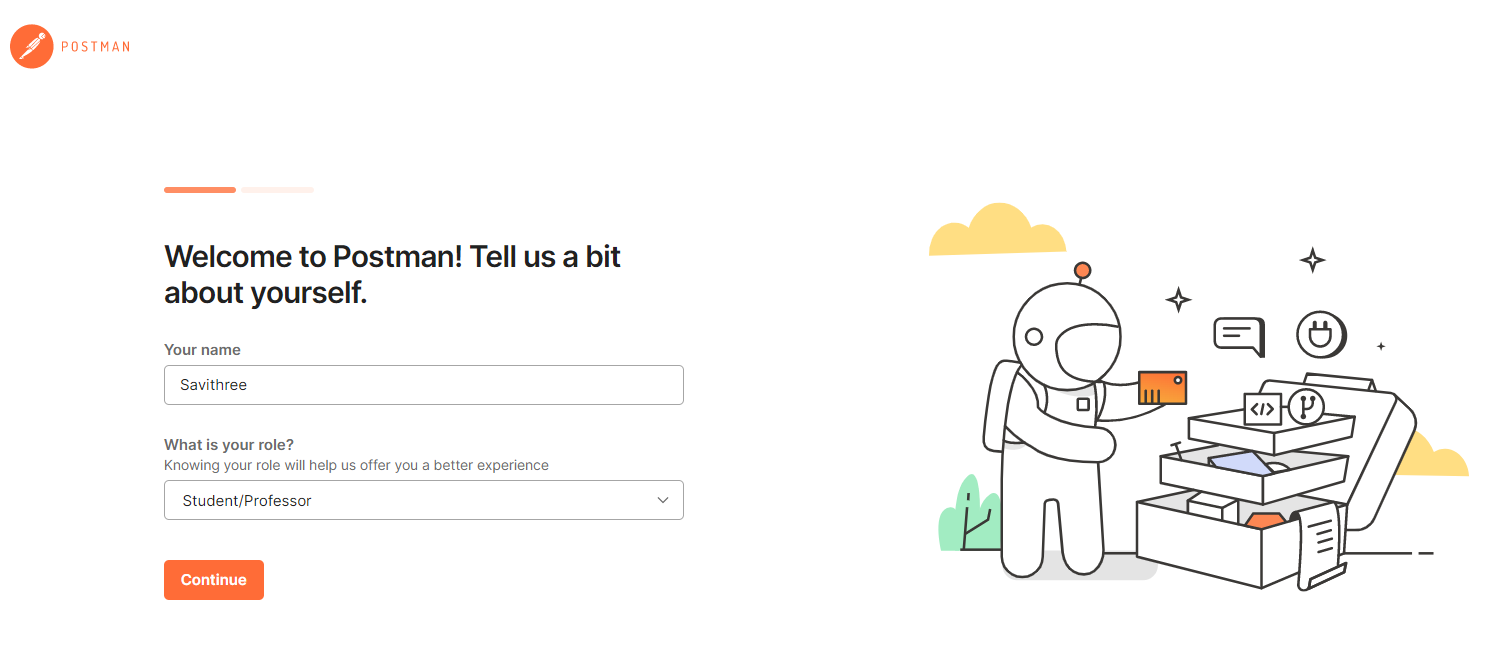 POSTMAN
Welcome to Postman! Tell us a bit
about yourself.
Your name
Savithree
What is your role?
Knowing your role will help us offer you a better experience
Student/Professor
Continue